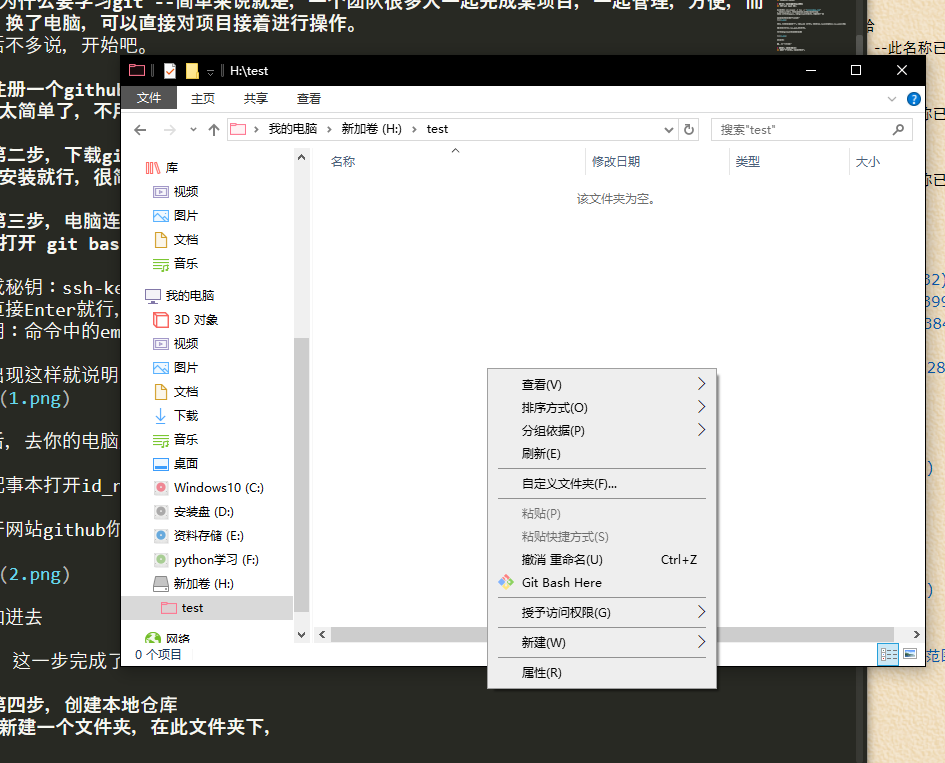 为什么要学习git --简单来说就是，一个团队很多人一起完成某项目，一起管理，方便，而
换了电脑，可以直接对项目接着进行操作。
不多说，开始吧。
注册一个github
太简单了，不用
第二步，下载gi
安装就行，很简
第三步，电脑连
打开 git bas
秘钥：ssh-ke
直接Enter就行，
：命令中的em
出现这样就说明
(1.png)
，去你的电脑
记事本打开id_r
网站github你
(2.png)
加进去
，这一步完成了
第四步，创建本地仓库
新建一个文件夹，在此文件夹下，
--此名称已
你已
你已
32)
399
384
28
)
)
范围
H:\test
文件 主页 共享 查看
我的电脑 新加卷 (H:) test
搜索"test"
名称 修改日期 类型 大小
该文件夹为空。
库
视频
图片
文档
音乐
我的电脑
3D 对象
视频
图片
文档
下载
音乐
桌面
Windows10 (C:)
安装盘 (D:)
资料存储 (E:)
python学习 (F:)
新加卷 (H:)
test
网络
0 个项目
查看(V)
排序方式(O)
分组依据(P)
刷新(E)
自定义文件夹(F)...
粘贴(P)
粘贴快捷方式(S)
撤消 重命名(U) Ctrl+Z
Git Bash Here
授予访问权限(G)
新建(W)
属性(R)